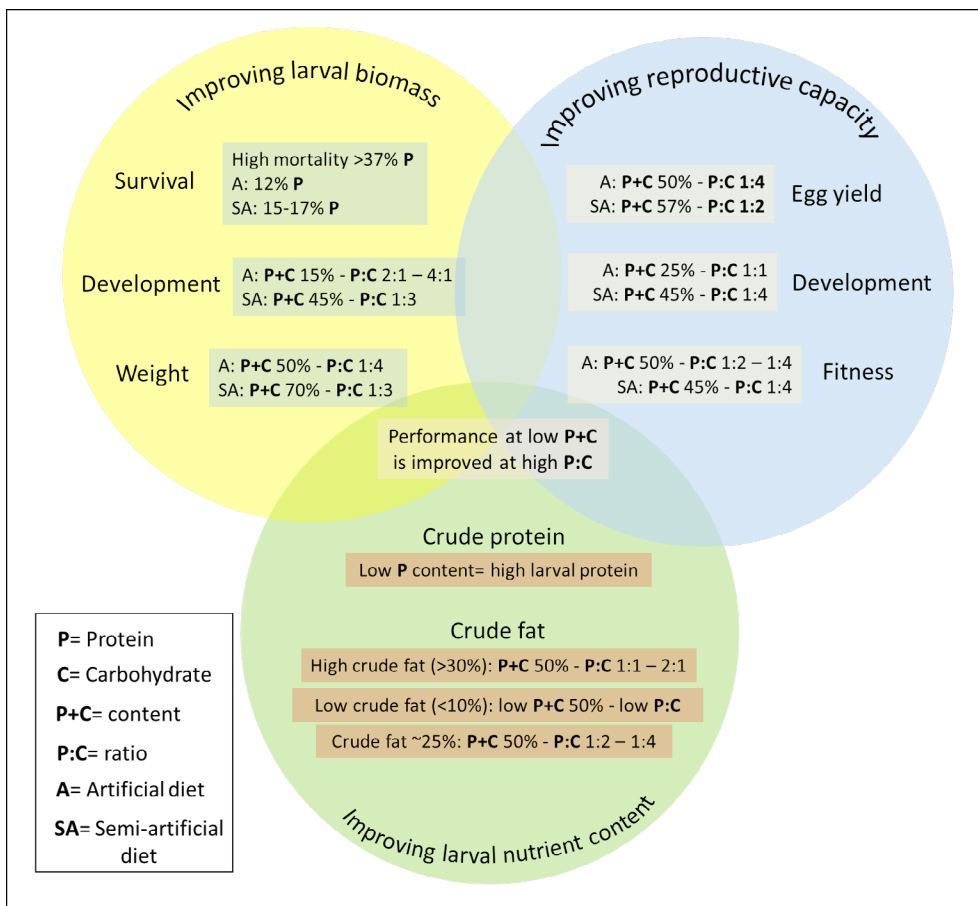 Improving larval biomass
Survival
High mortality >37% P
A: 12% P
SA: 15-17% P
Development
A: P+C 15% - P:C 2:1 – 4:1
SA: P+C 45% - P:C 1:3
Weight
A: P+C 50% - P:C 1:4
SA: P+C 70% - P:C 1:3
Improving reproductive capacity
A: P+C 50% - P:C 1:4
SA: P+C 57% - P:C 1:2
Egg yield
A: P+C 25% - P:C 1:1
SA: P+C 45% - P:C 1:4
Development
A: P+C 50% - P:C 1:2 – 1:4
SA: P+C 45% - P:C 1:4
Fitness
Performance at low P+C
is improved at high P:C
Crude protein
Low P content= high larval protein
Crude fat
High crude fat (>30%): P+C 50% - P:C 1:1 – 2:1
Low crude fat (<10%): low P+C 50% - low P:C
Crude fat ~25%: P+C 50% - P:C 1:2 – 1:4
Improving larval nutrient content
P= Protein
C= Carbohydrate
P+C= content
P:C= ratio
A= Artificial diet
SA= Semi-artificial
diet